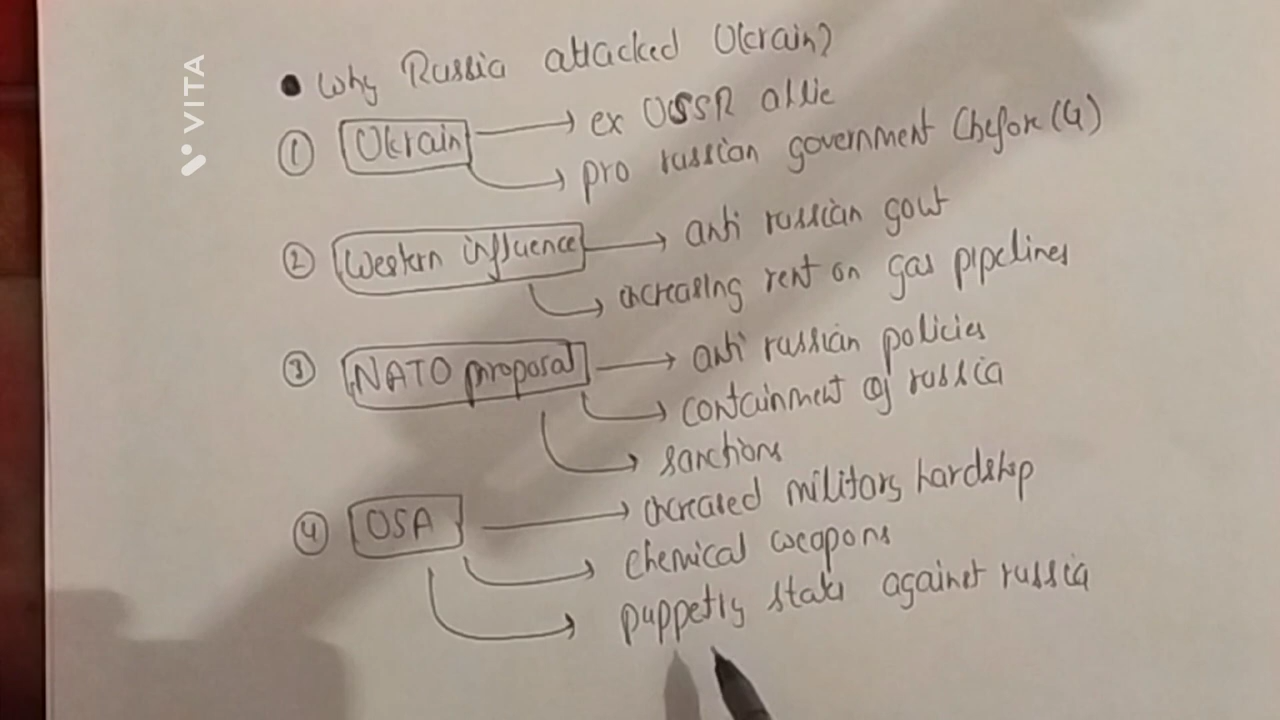 VITA
• Why Russia attacked Ukrain?
① Ukrain → ex USSR allie
→ pro russian government (before (4)
② Western influence → anti russian govt
→ increasing rent on gas pipelines
③ NATO proposal → anti russian policies
→ containment of russia
→ sanctions
④ USA → increased military hardship
→ chemical weapons
→ against russia